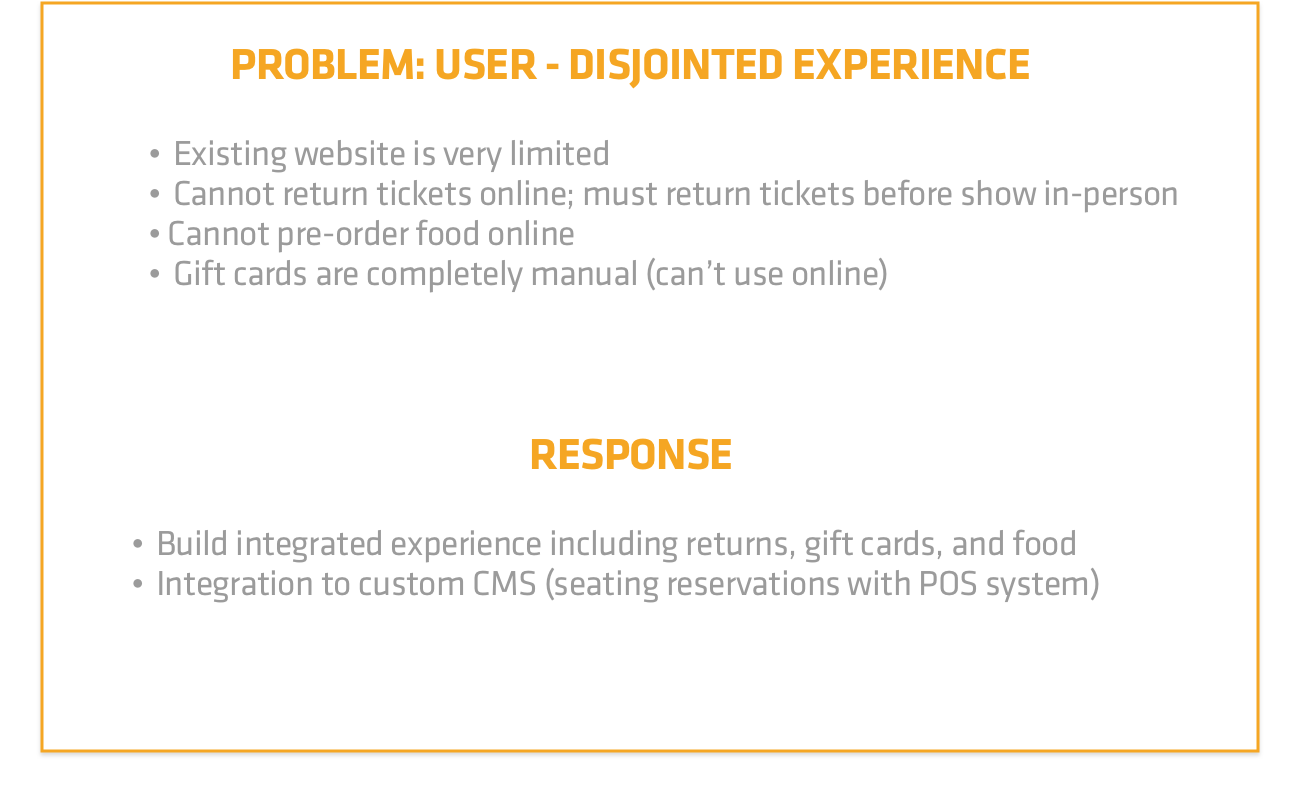 PROBLEM: USER - DISJOINTED EXPERIENCE
• Existing website is very limited
• Cannot return tickets online; must return tickets before show in-person
• Cannot pre-order food online
• Gift cards are completely manual (can’t use online)
RESPONSE
• Build integrated experience including returns, gift cards, and food
• Integration to custom CMS (seating reservations with POS system)